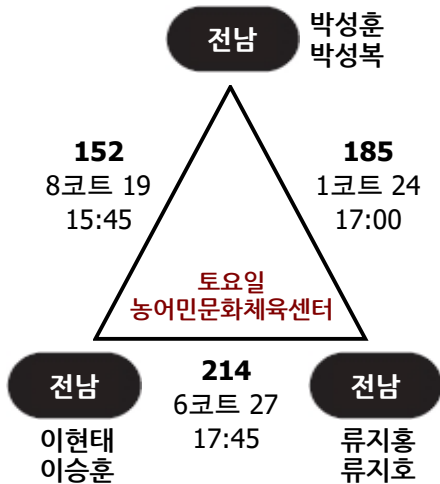 전남
박성훈
박성복
152
8코트 19
15:45
185
1코트 24
17:00
토요일
농어민문화체육센터
전남
이현태
이승훈
214
6코트 27
17:45
전남
류지홍
류지호